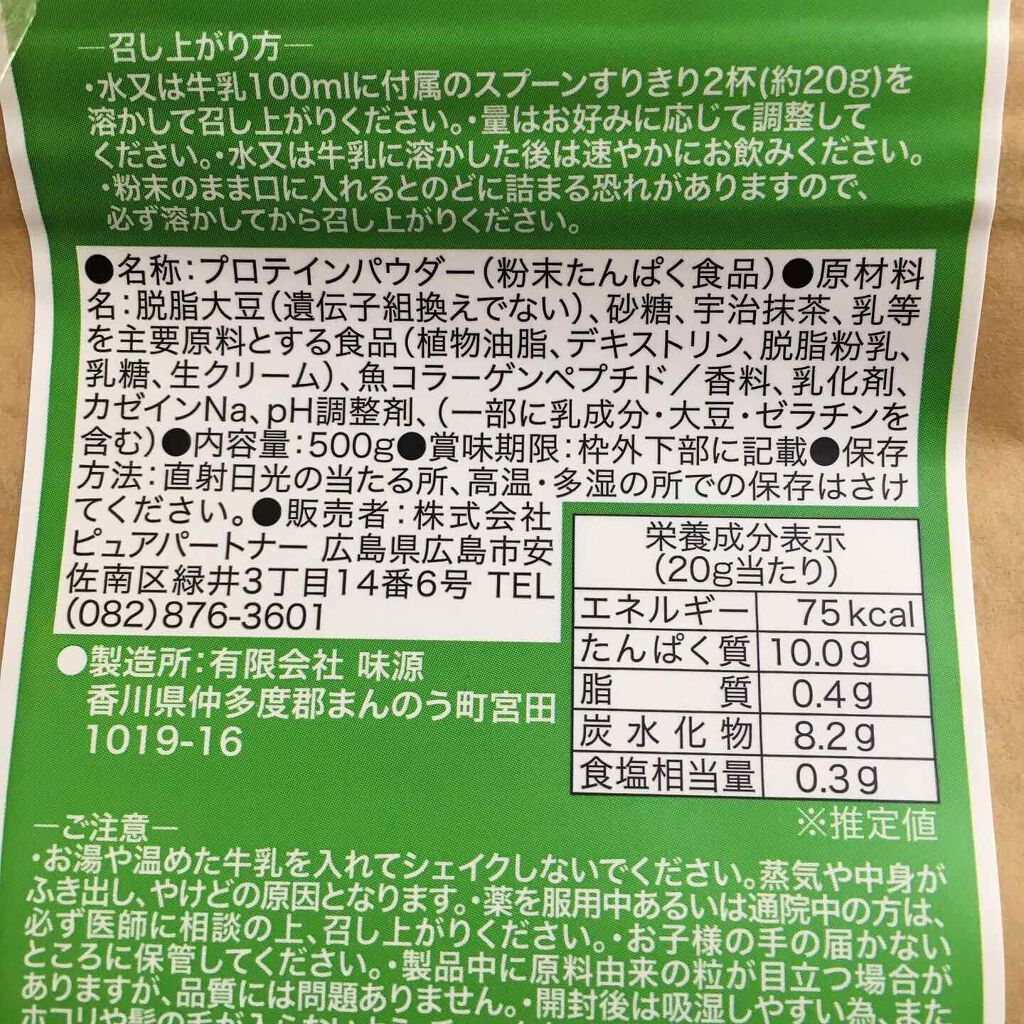 ―召し上がり方―
・水又は牛乳100mlに付属のスプーンすりきり2杯(約20g)を
溶かして召し上がりください。・量はお好みに応じて調整して
ください。・水又は牛乳に溶かした後は速やかにお飲みください。
・粉末のまま口に入れるとのどに詰まる恐れがありますので、
必ず溶かしてから召し上がりください。
●名称：プロテインパウダー（粉末たんぱく食品）●原材料
名：脱脂大豆（遺伝子組換えでない）、砂糖、宇治抹茶、乳等
を主要原料とする食品（植物油脂、デキストリン、脱脂粉乳、
乳糖、生クリーム）、魚コラーゲンペプチド／香料、乳化剤、
カゼインNa、pH調整剤、（一部に乳成分・大豆・ゼラチンを
含む）●内容量：500g●賞味期限：枠外下部に記載●保存
方法：直射日光の当たる所、高温・多湿の所での保存はさけ
てください。●販売者：株式会社
ピュアパートナー 広島県広島市安
佐南区緑井3丁目14番6号 TEL
(082)876-3601
栄養成分表示
（20g当たり）
エネルギー 75kcal
たんぱく質 10.0g
脂質 0.4g
炭水化物 8.2g
食塩相当量 0.3g
※推定値
●製造所：有限会社 味源
香川県仲多度郡まんのう町宮田
1019-16
―ご注意―
・お湯や温めた牛乳を入れてシェイクしないでください。蒸気や中身が
ふき出し、やけどの原因となります。・薬を服用中あるいは通院中の方は、
必ず医師に相談の上、召し上がりください。・お子様の手の届かない
ところに保管してください。・製品中に原料由来の粒が目立つ場合が
ありますが、品質には問題ありません。・開封後は吸湿しやすい為、また
ホコリや髪の毛が入らないよう、